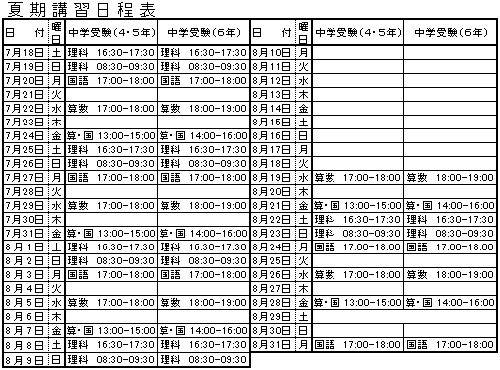 夏期講習日程表
日 付 曜日 中学受験(4・5年) 中学受験(6年)
7月18日 土 理科 16:30-17:30 理科 16:30-17:30
7月19日 日 理科 08:30-09:30 理科 08:30-09:30
7月20日 月 国語 17:00-18:00 国語 17:00-18:00
7月21日 火
7月22日 水 算数 17:00-18:00 算数 18:00-19:00
7月23日 木
7月24日 金 算・国 13:00-15:00 算・国 14:00-16:00
7月25日 土 理科 16:30-17:30 理科 16:30-17:30
7月26日 日 理科 08:30-09:30 理科 08:30-09:30
7月27日 月 国語 17:00-18:00 国語 17:00-18:00
7月28日 火
7月29日 水 算数 17:00-18:00 算数 18:00-19:00
7月30日 木
7月31日 金 算・国 13:00-15:00 算・国 14:00-16:00
8月1日 土 理科 16:30-17:30 理科 16:30-17:30
8月2日 日 理科 08:30-09:30 理科 08:30-09:30
8月3日 月 国語 17:00-18:00 国語 17:00-18:00
8月4日 火
8月5日 水 算数 17:00-18:00 算数 18:00-19:00
8月6日 木
8月7日 金 算・国 13:00-15:00 算・国 14:00-16:00
8月8日 土 理科 16:30-17:30 理科 16:30-17:30
8月9日 日 理科 08:30-09:30 理科 08:30-09:30
日 付 曜日 中学受験(4・5年) 中学受験(6年)
8月10日 月
8月11日 火
8月12日 水
8月13日 木
8月14日 金
8月15日 土
8月16日 日
8月17日 月
8月18日 火
8月19日 水 算数 17:00-18:00 算数 18:00-19:00
8月20日 木
8月21日 金 算・国 13:00-15:00 算・国 14:00-16:00
8月22日 土 理科 16:30-17:30 理科 16:30-17:30
8月23日 日 理科 08:30-09:30 理科 08:30-09:30
8月24日 月 国語 17:00-18:00 国語 17:00-18:00
8月25日 火
8月26日 水 算数 17:00-18:00 算数 18:00-19:00
8月27日 木
8月28日 金 算・国 13:00-15:00 算・国 14:00-16:00
8月29日 土
8月30日 日
8月31日 月 国語 17:00-18:00 国語 17:00-18:00